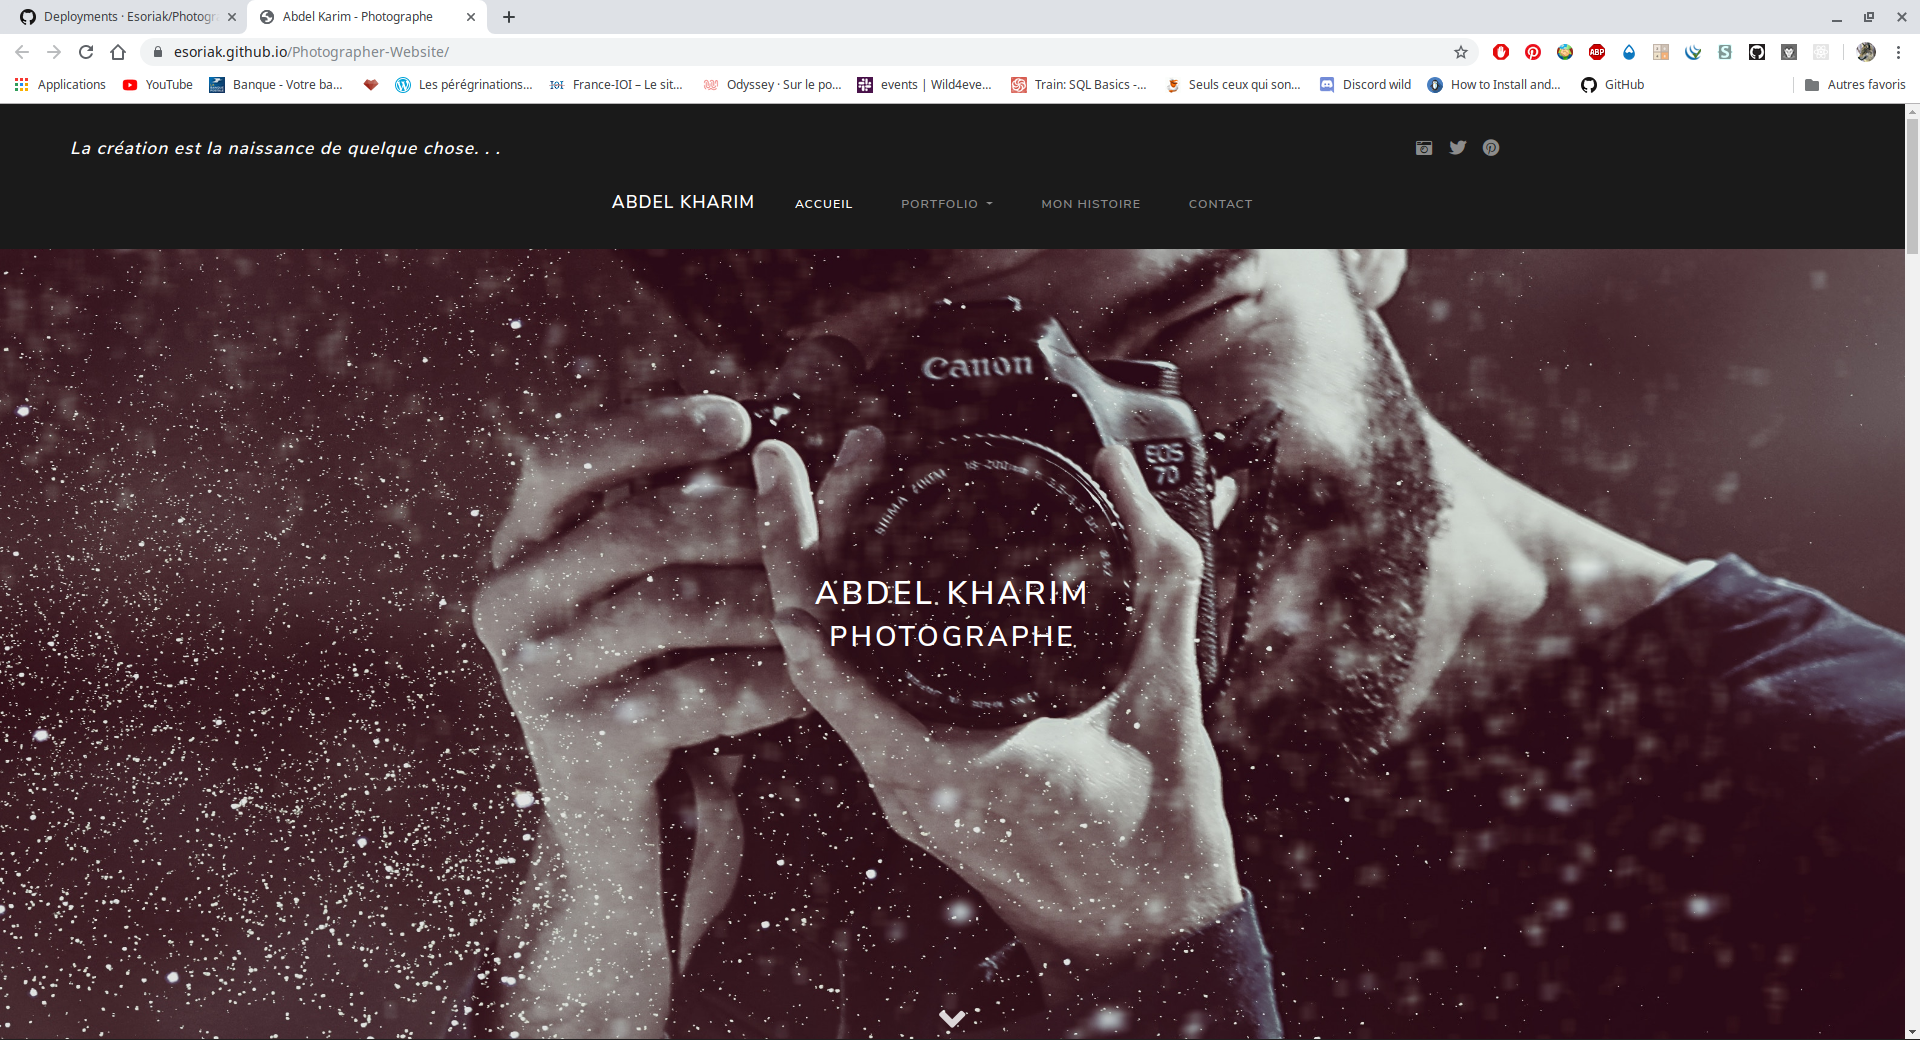 Deployments · Esoriak/Photogr
Abdel Karim - Photographe
esoriak.github.io/Photographer-Website/
ABP
Applications
YouTube
Banque - Votre ba...
Les pérégrinations...
France-IOI – Le sit...
Odyssey · Sur le po...
events | Wild4eve...
Train: SQL Basics -...
Seuls ceux qui son...
Discord wild
How to Install and...
GitHub
Autres favoris
La création est la naissance de quelque chose. . .
ABDEL KHARIM
ACCUEIL
PORTFOLIO
MON HISTOIRE
CONTACT
Canon
EOS
70
ABDEL KHARIM
PHOTOGRAPHE